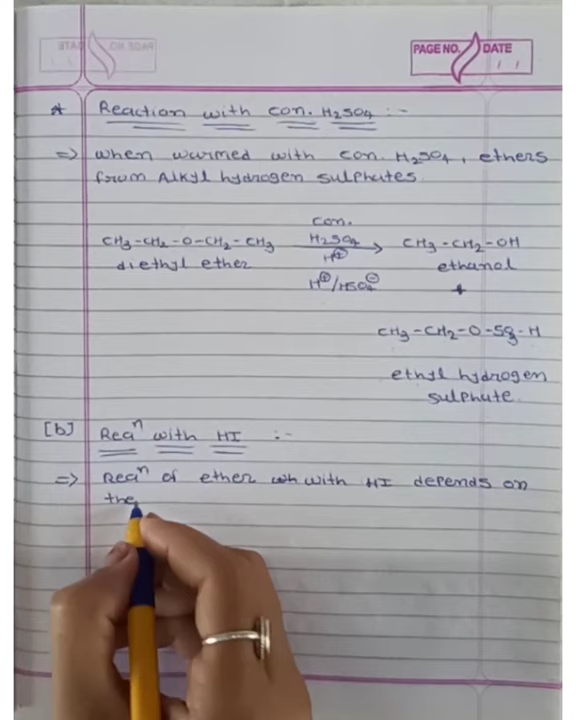 PAGE NO. DATE
* Reaction with con. H2SO4 :-
=> when warmed with con. H2SO4, ethers
from Alkyl hydrogen sulphates.
CH3-CH2-O-CH2-CH3
diethyl ether
con.
H2SO4
H⊕
H⊕/HSO4⊖
CH3-CH2-OH
ethanol
+
CH3-CH2-O-SO3-H
ethyl hydrogen
sulphate.
[b] Reaⁿ with HI :-
=> Reaⁿ of ether wh with HI depends on
the